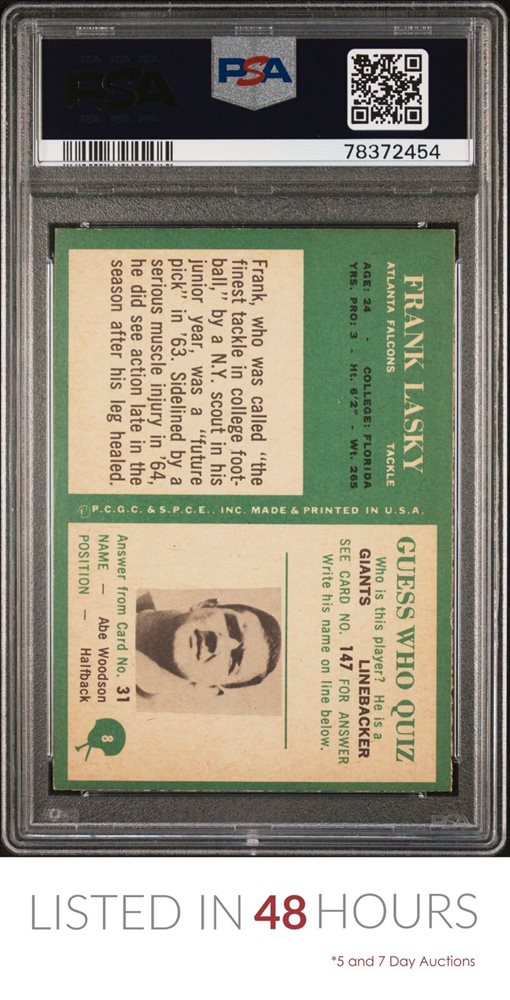 PSA
PSA
78372454
FRANK LASKY
ATLANTA FALCONS TACKLE
AGE: 24 - COLLEGE: FLORIDA
YRS. PRO: 3 - Ht. 6'2" - Wt. 265
Frank, who was called "the
finest tackle in college foot-
ball," by a N.Y. scout in his
junior year, was a "future
pick" in '63. Sidelined by a
serious muscle injury in '64,
he did see action late in the
season after his leg healed.
©P.C.G.C. & S.P.C.E., INC. MADE & PRINTED IN U.S.A.
GUESS WHO QUIZ
Who is this player? He is a
GIANTS LINEBACKER
SEE CARD NO. 147 FOR ANSWER
Write his name on line below.
Answer from Card No. 31
NAME — Abe Woodson
POSITION — Halfback
8
PSA
LISTED IN 48 HOURS
*5 and 7 Day Auctions